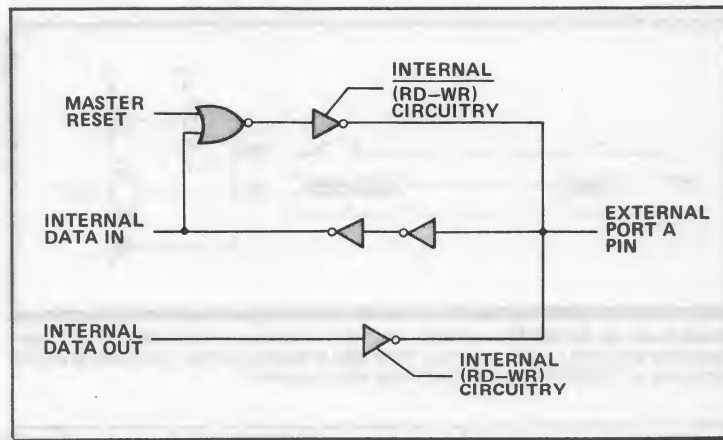 INTERNAL
(RD–WR)
CIRCUITRY
MASTER
RESET
INTERNAL
DATA IN
EXTERNAL
PORT A
PIN
INTERNAL
DATA OUT
INTERNAL
(RD–WR)
CIRCUITRY